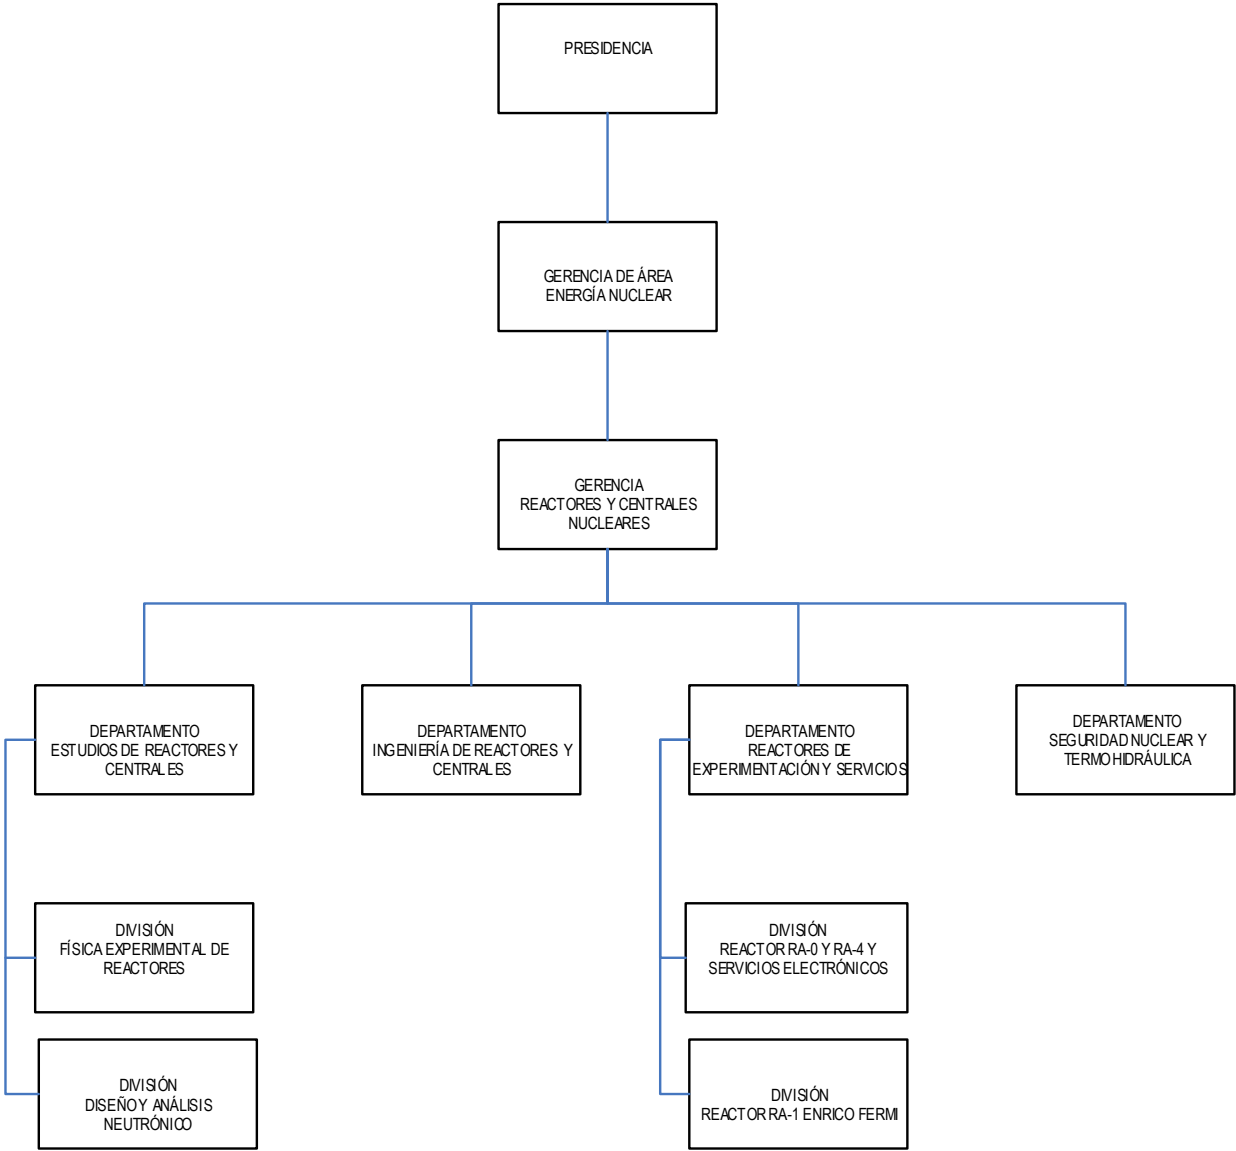 PRESIDENCIA
GERENCIA DE ÁREA
ENERGÍA NUCLEAR
GERENCIA
REACTORES Y CENTRALES
NUCLEARES
DEPARTAMENTO
ESTUDIOS DE REACTORES Y
CENTRALES
DEPARTAMENTO
INGENIERÍA DE REACTORES Y
CENTRALES
DEPARTAMENTO
REACTORES DE
EXPERIMENTACIÓN Y SERVICIOS
DEPARTAMENTO
SEGURIDAD NUCLEAR Y
TERMOHIDRÁULICA
DIVISIÓN
FÍSICA EXPERIMENTAL DE
REACTORES
DIVISIÓN
REACTOR RA-0 Y RA-4 Y
SERVICIOS ELECTRÓNICOS
DIVISIÓN
DISEÑO Y ANÁLISIS
NEUTRÓNICO
DIVISIÓN
REACTOR RA-1 ENRICO FERMI